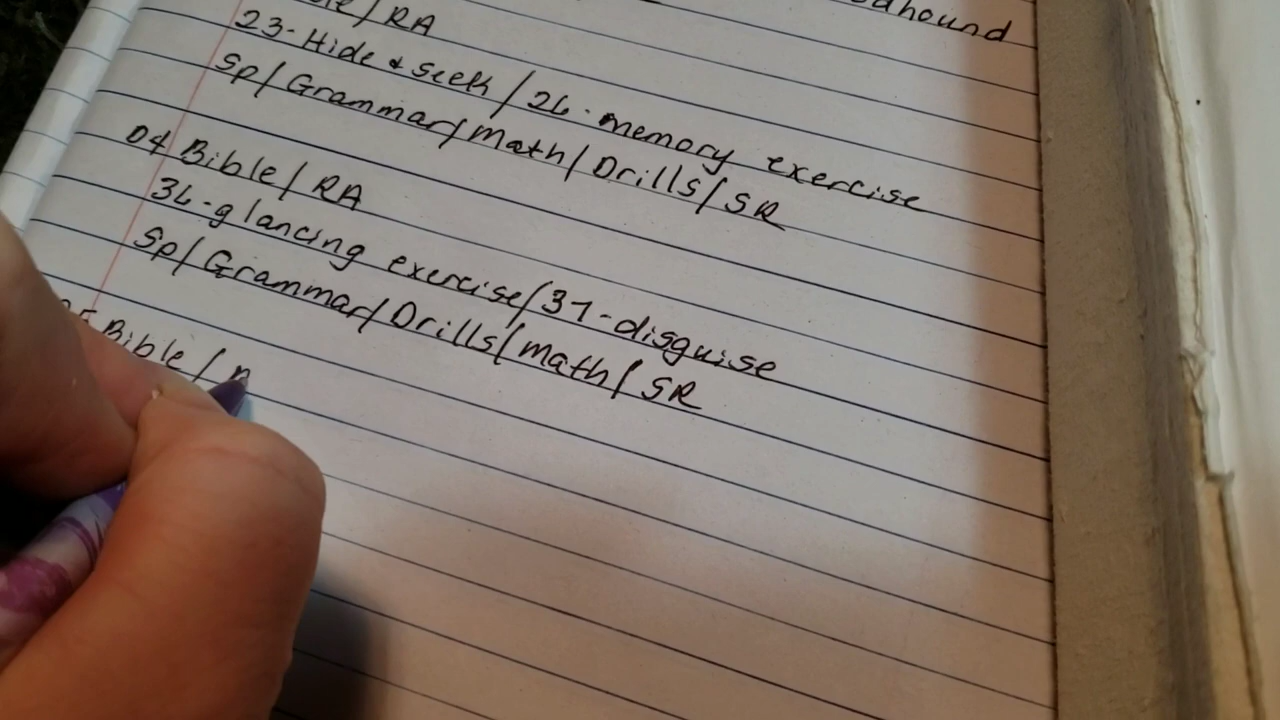 /RA
23-Hide & seek / 26-memory exercise
Sp/Grammar/Math/Drills/SR
D4 Bible/RA
36-glancing exercise/37-disguise
Sp/Grammar/Drills/math/SR
Bible/